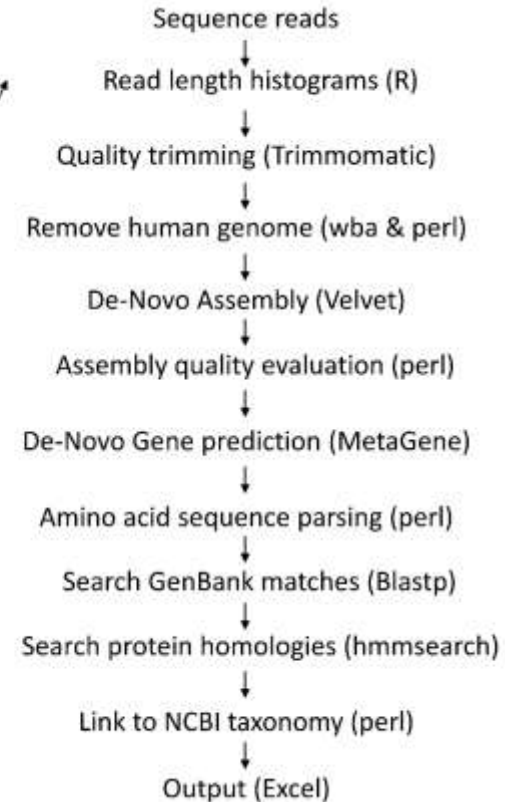 Sequence reads
Read length histograms (R)
Quality trimming (Trimmomatic)
Remove human genome (wba & perl)
De-Novo Assembly (Velvet)
Assembly quality evaluation (perl)
De-Novo Gene prediction (MetaGene)
Amino acid sequence parsing (perl)
Search GenBank matches (Blastp)
Search protein homologies (hmmsearch)
Link to NCBI taxonomy (perl)
Output (Excel)